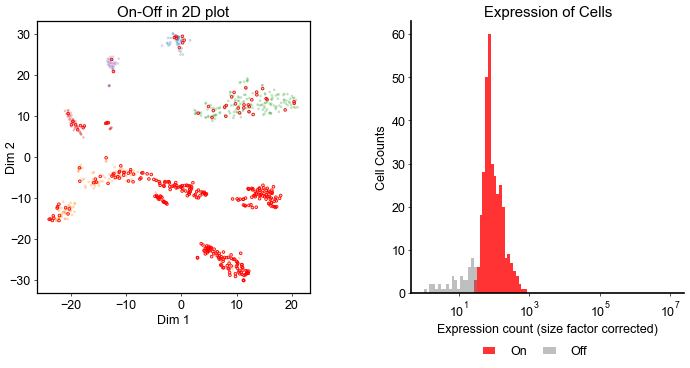 On-Off in 2D plot
30
20
10
0
−10
−20
−30
Dim 2
−20 −10 0 10 20
Dim 1
Expression of Cells
60
50
40
30
20
10
0
Cell Counts
10^1 10^3 10^5 10^7
Expression count (size factor corrected)
On Off